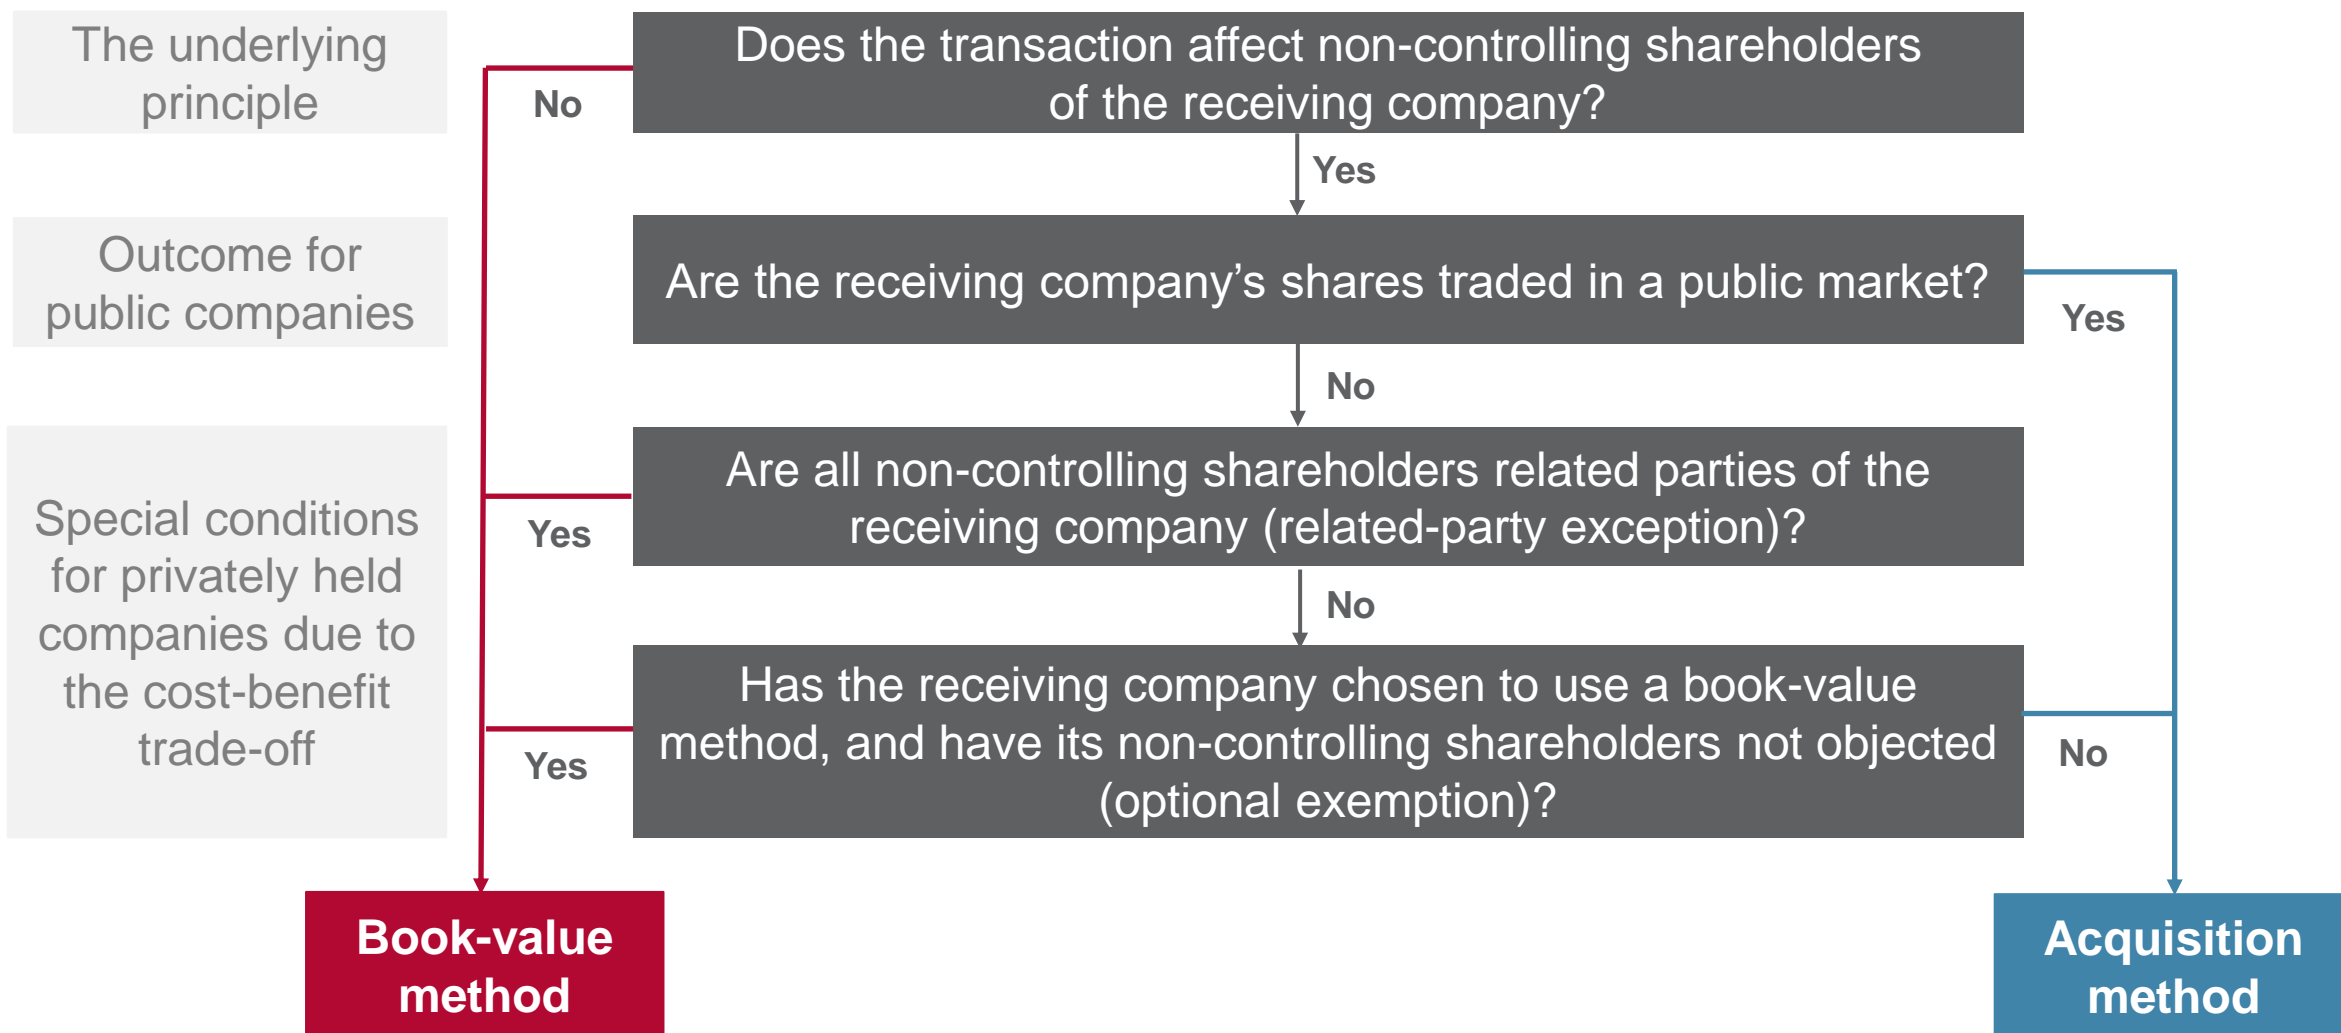 The underlying
principle
Does the transaction affect non-controlling shareholders
of the receiving company?
No
Yes
Outcome for
public companies
Are the receiving company’s shares traded in a public market?
Yes
No
Special conditions
for privately held
companies due to
the cost-benefit
trade-off
Are all non-controlling shareholders related parties of the
receiving company (related-party exception)?
Yes
No
Has the receiving company chosen to use a book-value
method, and have its non-controlling shareholders not objected
(optional exemption)?
Yes
No
Book-value
method
Acquisition
method